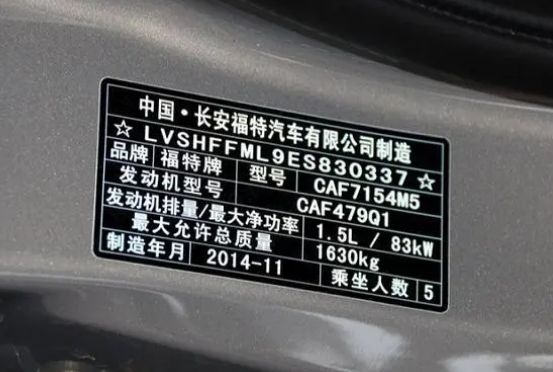 中国·长安福特汽车有限公司制造
☆ LVSHFFML9ES830337 ☆
品牌 福特牌 型号 CAF7154M5
发动机型号 CAF479Q1
发动机排量/最大净功率 1.5L / 83kW
最大允许总质量 1630kg
制造年月 2014-11 乘坐人数 5